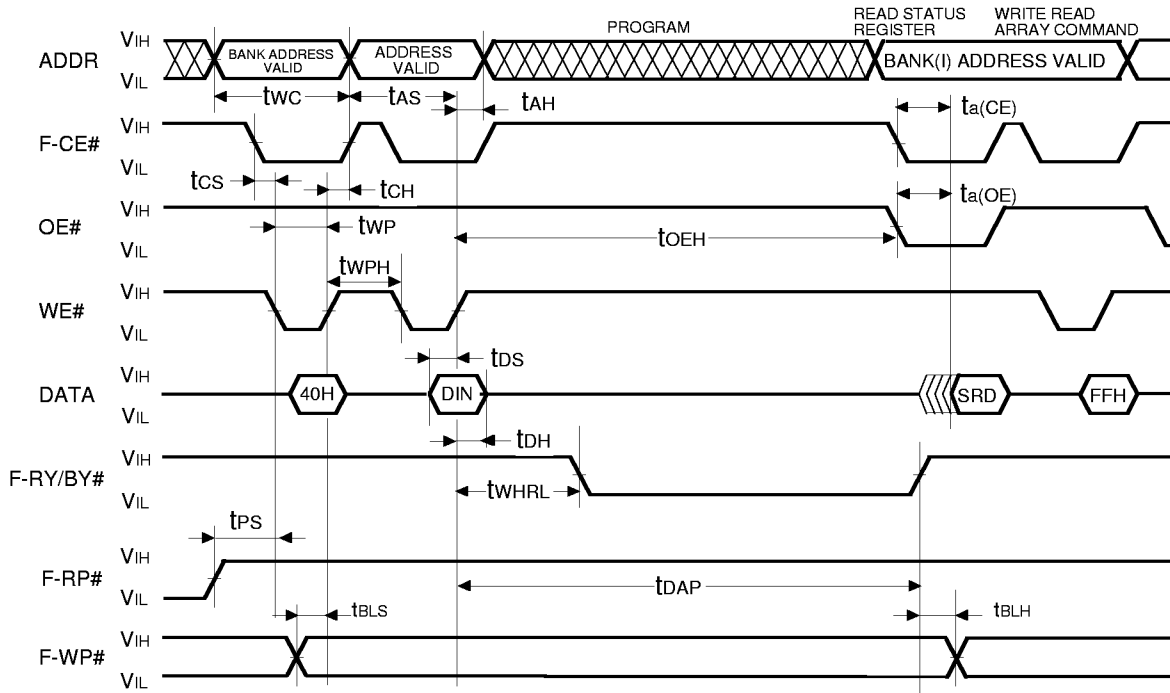 PROGRAM
READ STATUS REGISTER
WRITE READ ARRAY COMMAND
ADDR
VIH
VIL
BANK ADDRESS VALID
ADDRESS VALID
BANK(I) ADDRESS VALID
tWC
tAS
tAH
ta(CE)
F-CE#
VIH
VIL
tCS
tCH
ta(OE)
OE#
VIH
VIL
tWP
tOEH
tWPH
WE#
VIH
VIL
tDS
DATA
VIH
VIL
40H
DIN
SRD
FFH
tDH
F-RY/BY#
VIH
VIL
tWHRL
tPS
F-RP#
VIH
VIL
tDAP
tBLS
tBLH
F-WP#
VIH
VIL